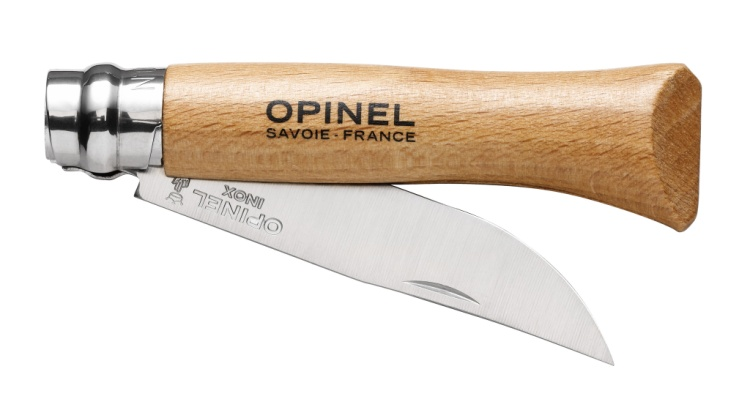 OPINEL
SAVOIE - FRANCE
OPINEL
INOX